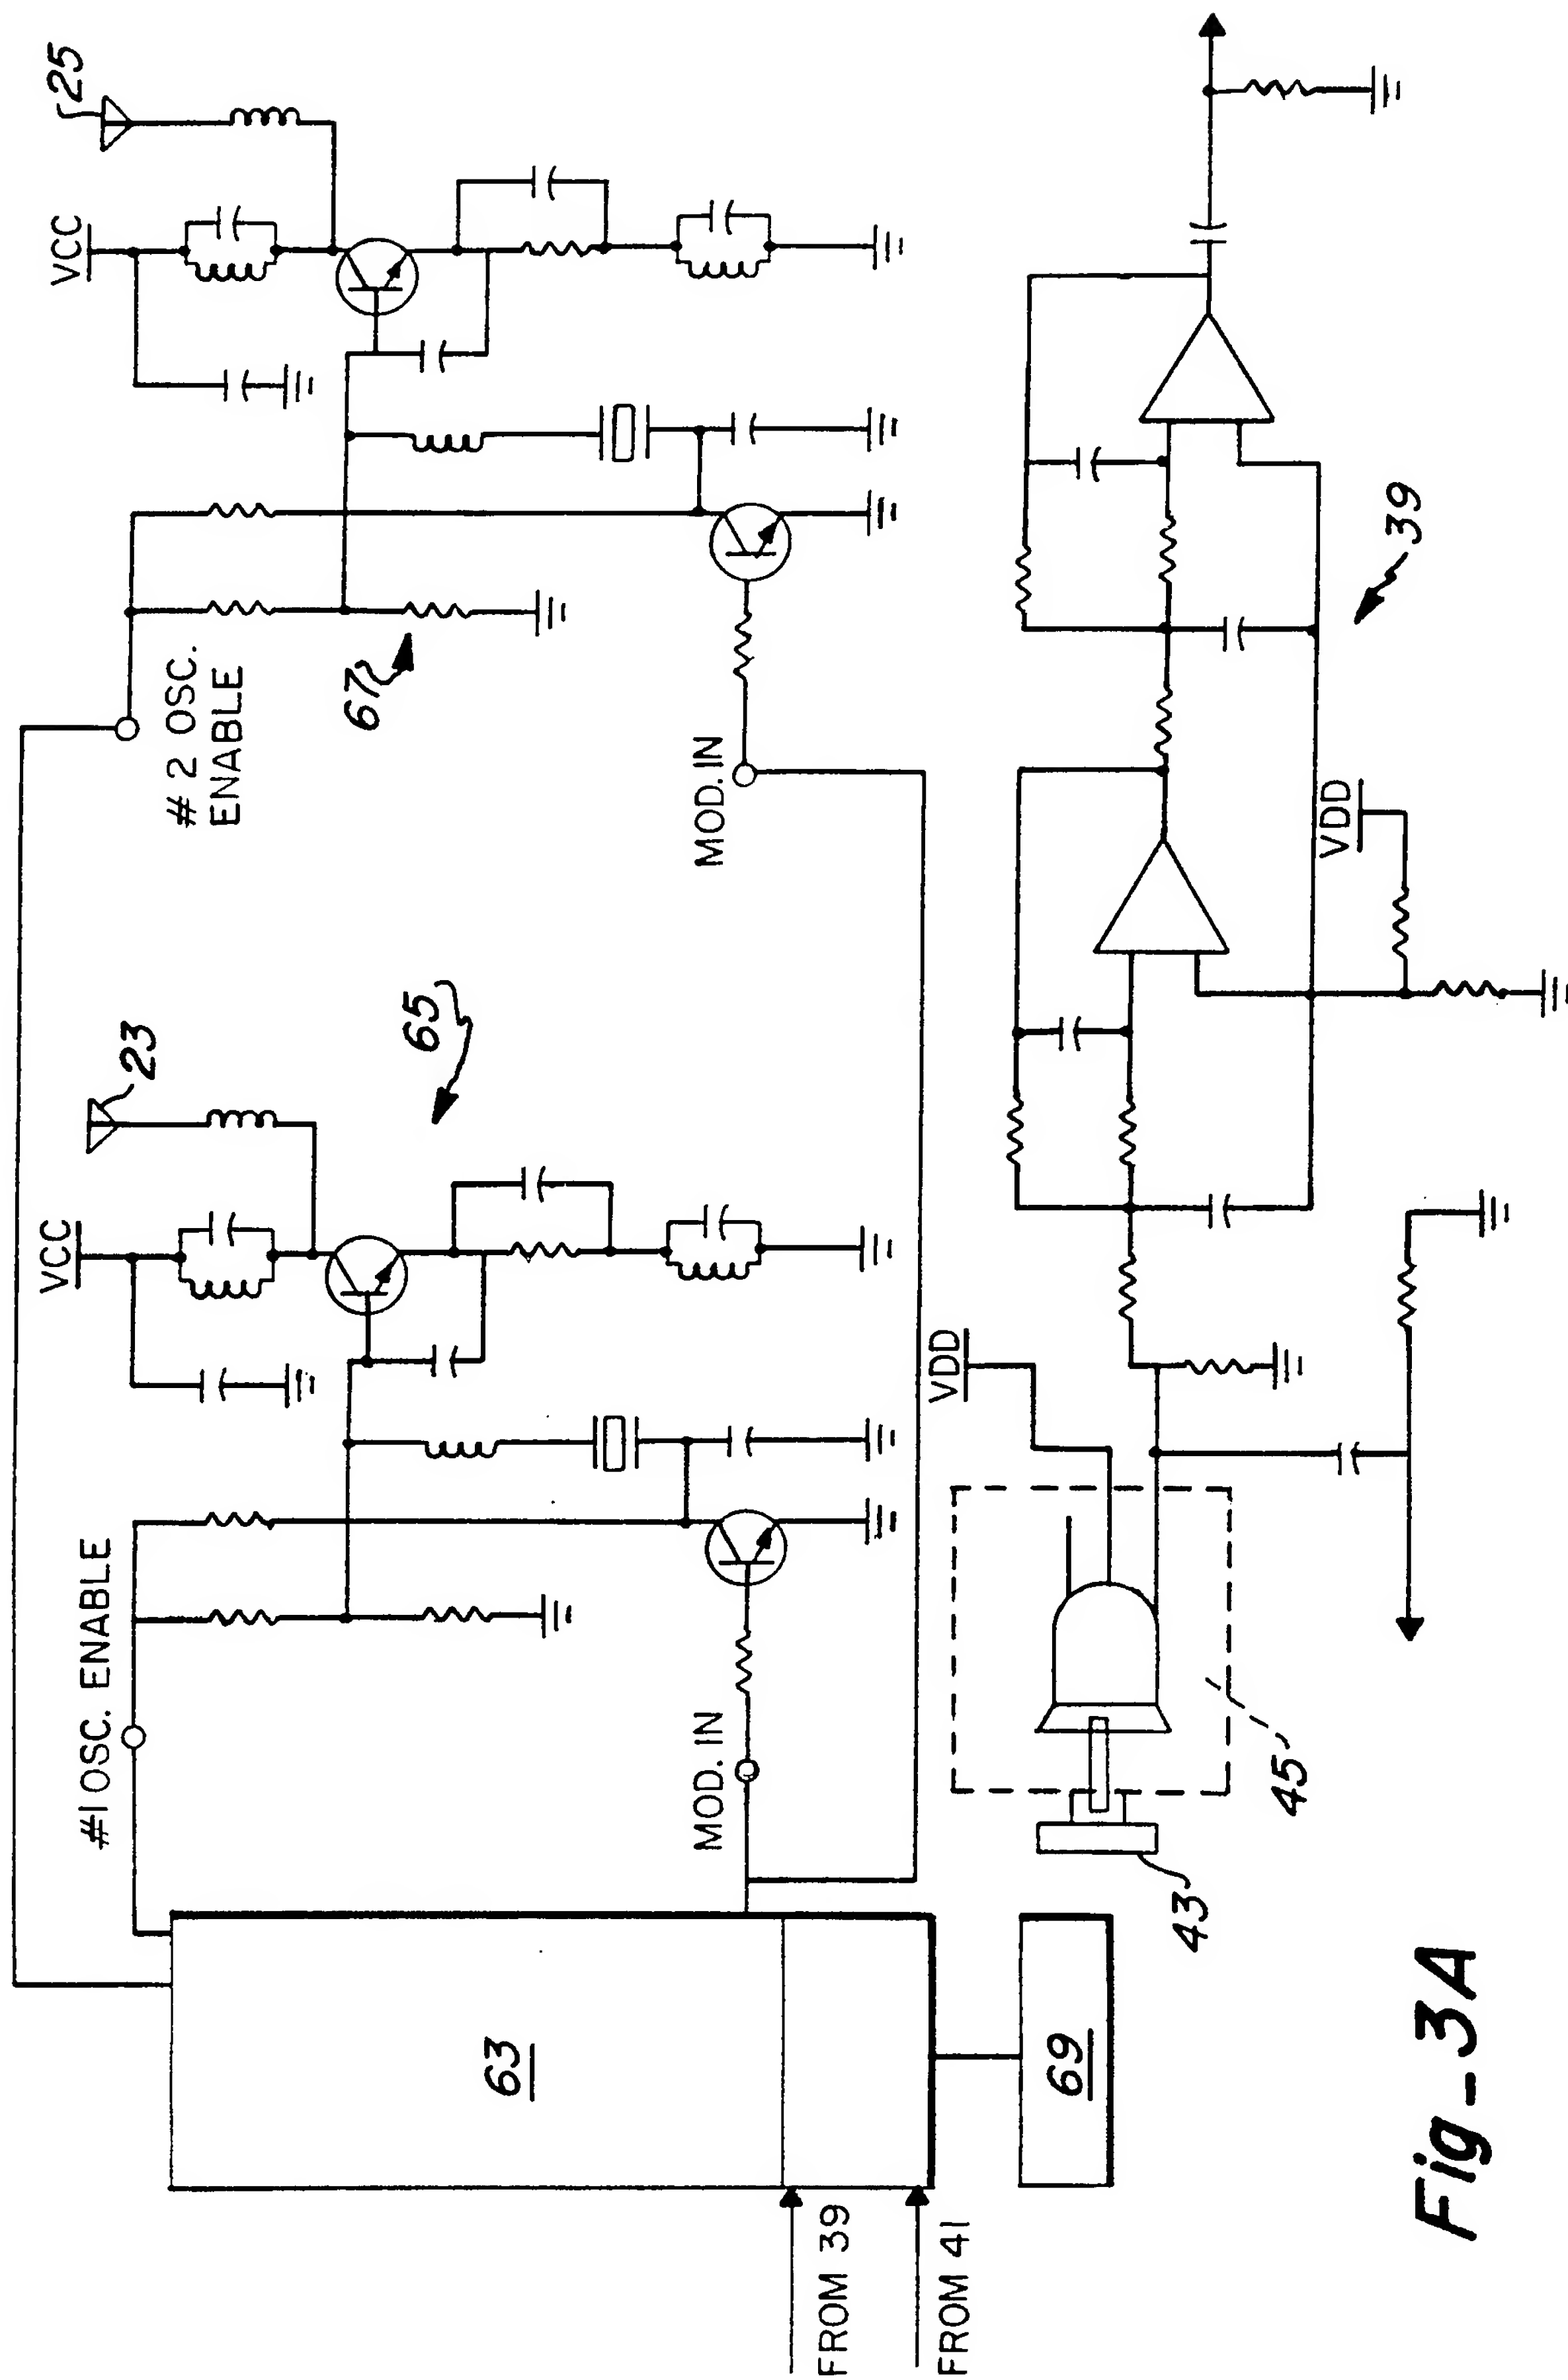 25
VCC
# 2 OSC.
ENABLE
67
MOD. IN
23
VCC
65
#1 OSC. ENABLE
MOD. IN
63
69
FROM 39
FROM 41
39
VDD
VDD
45
43
Fig-3A